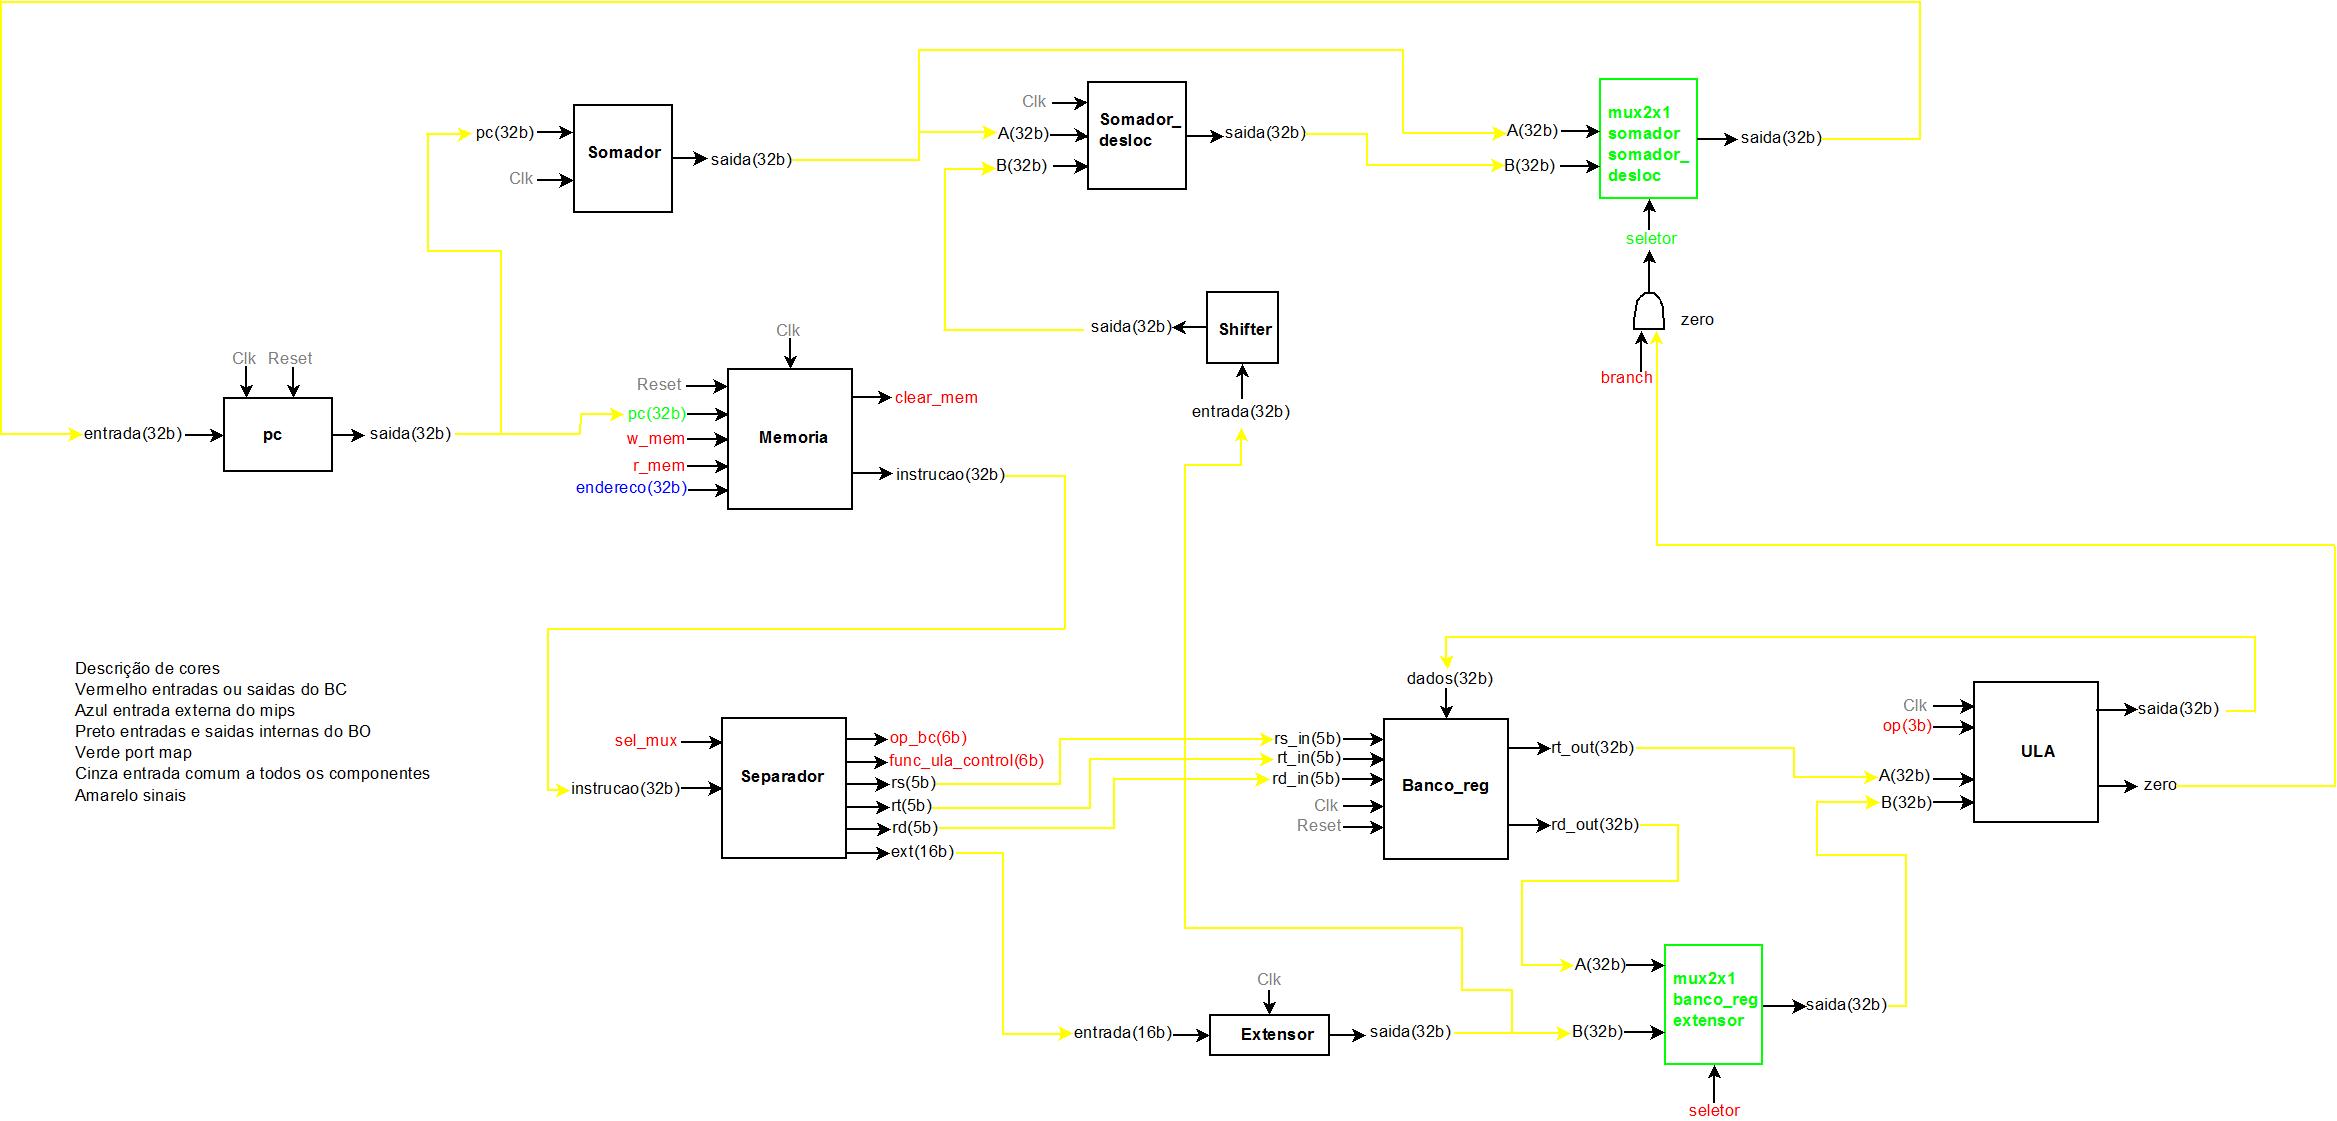 Clk
pc(32b)
Clk
Somador
saida(32b)
Clk
A(32b)
B(32b)
Somador_
desloc
saida(32b)
A(32b)
B(32b)
mux2x1
somador
somador_
desloc
saida(32b)
seletor
zero
branch
saida(32b)
Shifter
entrada(32b)
Clk
Reset
entrada(32b)
pc
saida(32b)
Reset
pc(32b)
w_mem
r_mem
endereco(32b)
Memoria
clear_mem
instrucao(32b)
Descrição de cores
Vermelho entradas ou saidas do BC
Azul entrada externa do mips
Preto entradas e saidas internas do BO
Verde port map
Cinza entrada comum a todos os componentes
Amarelo sinais
sel_mux
instrucao(32b)
Separador
op_bc(6b)
func_ula_control(6b)
rs(5b)
rt(5b)
rd(5b)
ext(16b)
dados(32b)
rs_in(5b)
rt_in(5b)
rd_in(5b)
Clk
Reset
Banco_reg
rt_out(32b)
rd_out(32b)
Clk
op(3b)
A(32b)
B(32b)
ULA
saida(32b)
zero
Clk
entrada(16b)
Extensor
saida(32b)
A(32b)
B(32b)
mux2x1
banco_reg
extensor
saida(32b)
seletor